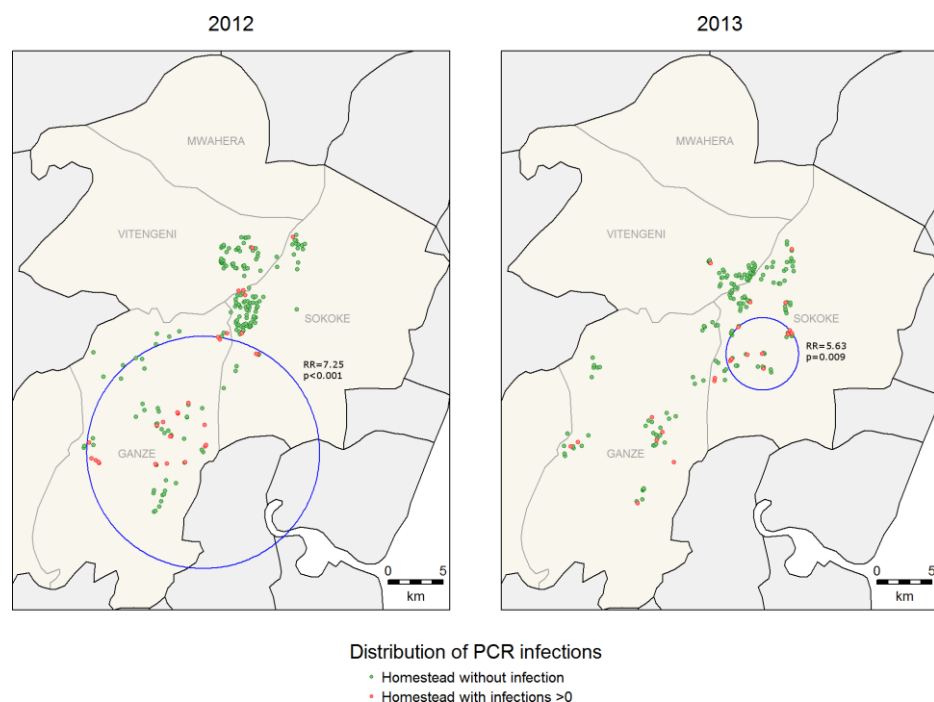 2012
MWAHERA
VITENGENI
SOKOKE
RR=7.25
p<0.001
GANZE
0 5
km
2013
MWAHERA
VITENGENI
SOKOKE
RR=5.63
p=0.009
GANZE
0 5
km
Distribution of PCR infections
Homestead without infection
Homestead with infections >0